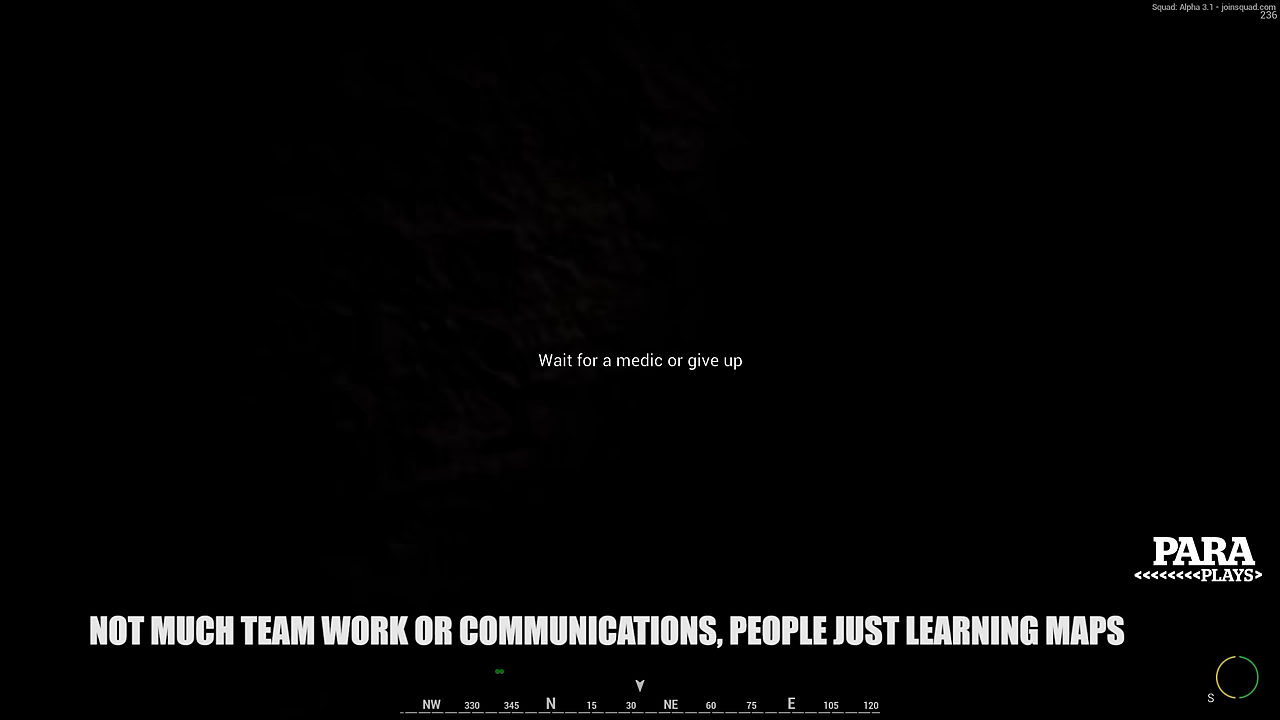 Squad: Alpha 3.1 - joinsquad.com
236
Wait for a medic or give up
PARA
<<<<<<<<PLAYS>
NOT MUCH TEAM WORK OR COMMUNICATIONS, PEOPLE JUST LEARNING MAPS
S
NW 330 345 N 15 30 NE 60 75 E 105 120